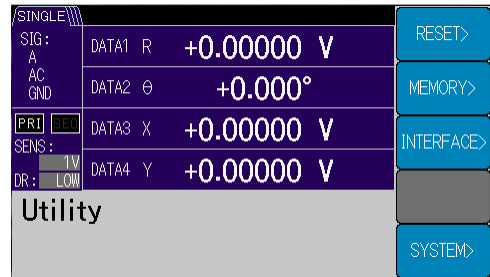 SINGLE
SIG:
A
AC
GND
PRI SEC
SENS:
1V
DR: LOW
DATA1 R +0.00000 V
DATA2 θ +0.000°
DATA3 X +0.00000 V
DATA4 Y +0.00000 V
Utility
RESET>
MEMORY>
INTERFACE>
SYSTEM>